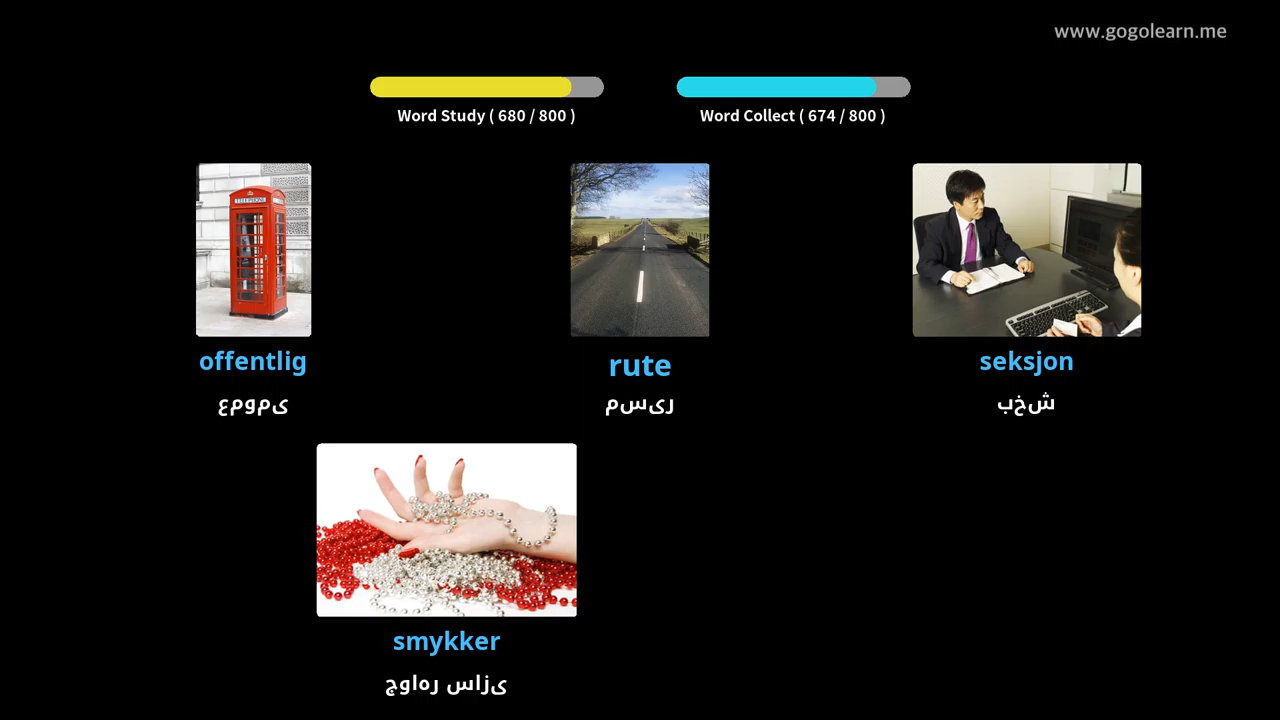 www.gogolearn.me
Word Study ( 680 / 800 )
Word Collect ( 674 / 800 )
TELEPHONE
offentlig
عمومی
rute
مسیر
seksjon
بخش
smykker
جواهر سازی